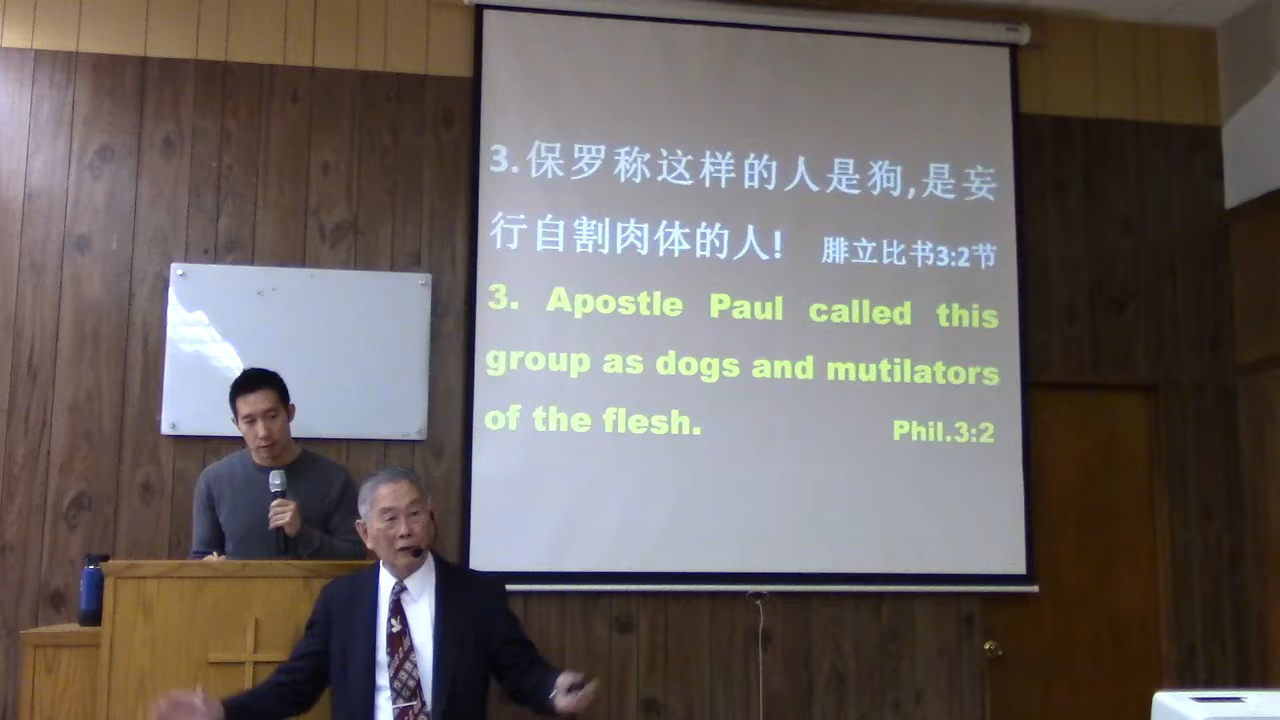 3.保罗称这样的人是狗,是妄
行自割肉体的人!  腓立比书3:2节
3. Apostle Paul called this
group as dogs and mutilators
of the flesh.  Phil.3:2